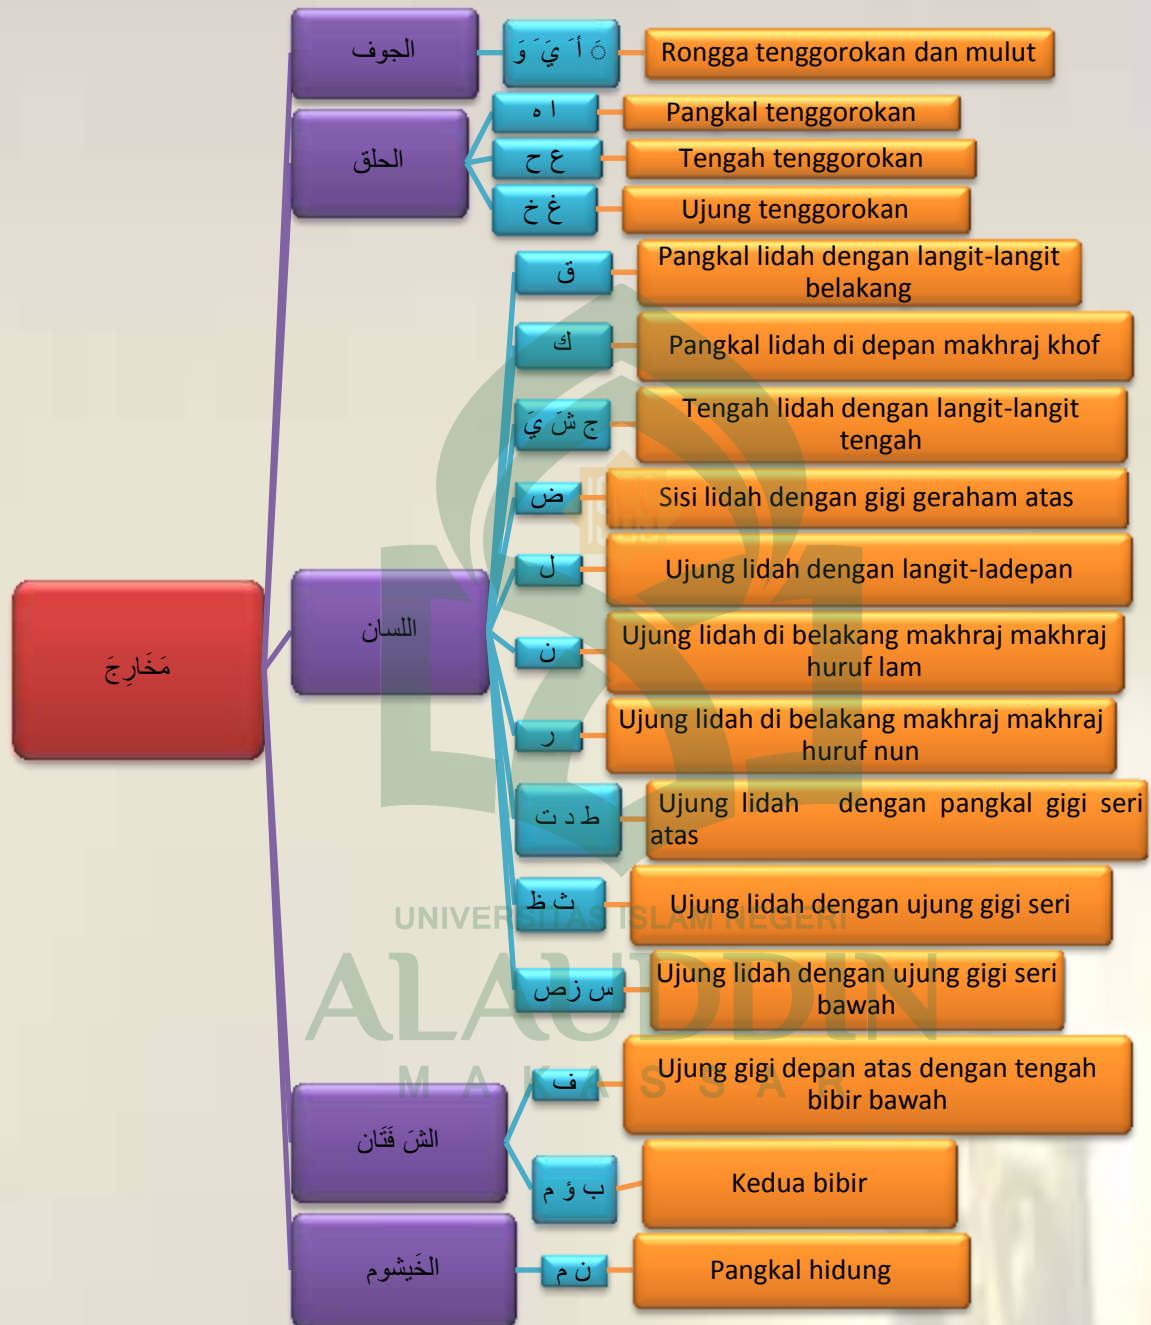 مَخَارِجَ
الجوف
◌َ أ َ يَ َ وَ
Rongga tenggorokan dan mulut
الحلق
ا ه
Pangkal tenggorokan
ع ح
Tengah tenggorokan
غ خ
Ujung tenggorokan
اللسان
ق
Pangkal lidah dengan langit-langit
belakang
ك
Pangkal lidah di depan makhraj khof
ج شَ يَ
Tengah lidah dengan langit-langit
tengah
ض
Sisi lidah dengan gigi geraham atas
ل
Ujung lidah dengan langit-ladepan
ن
Ujung lidah di belakang makhraj makhraj
huruf lam
ر
Ujung lidah di belakang makhraj makhraj
huruf nun
ط د ت
Ujung lidah dengan pangkal gigi seri
atas
ث ظ
Ujung lidah dengan ujung gigi seri
س زص
Ujung lidah dengan ujung gigi seri
bawah
الشَ فَتَان
ف
Ujung gigi depan atas dengan tengah
bibir bawah
ب ؤ م
Kedua bibir
الخَيشوم
ن م
Pangkal hidung
1965
UNIVERSITAS ISLAM NEGERI
ALAUDDIN
MAKASSAR